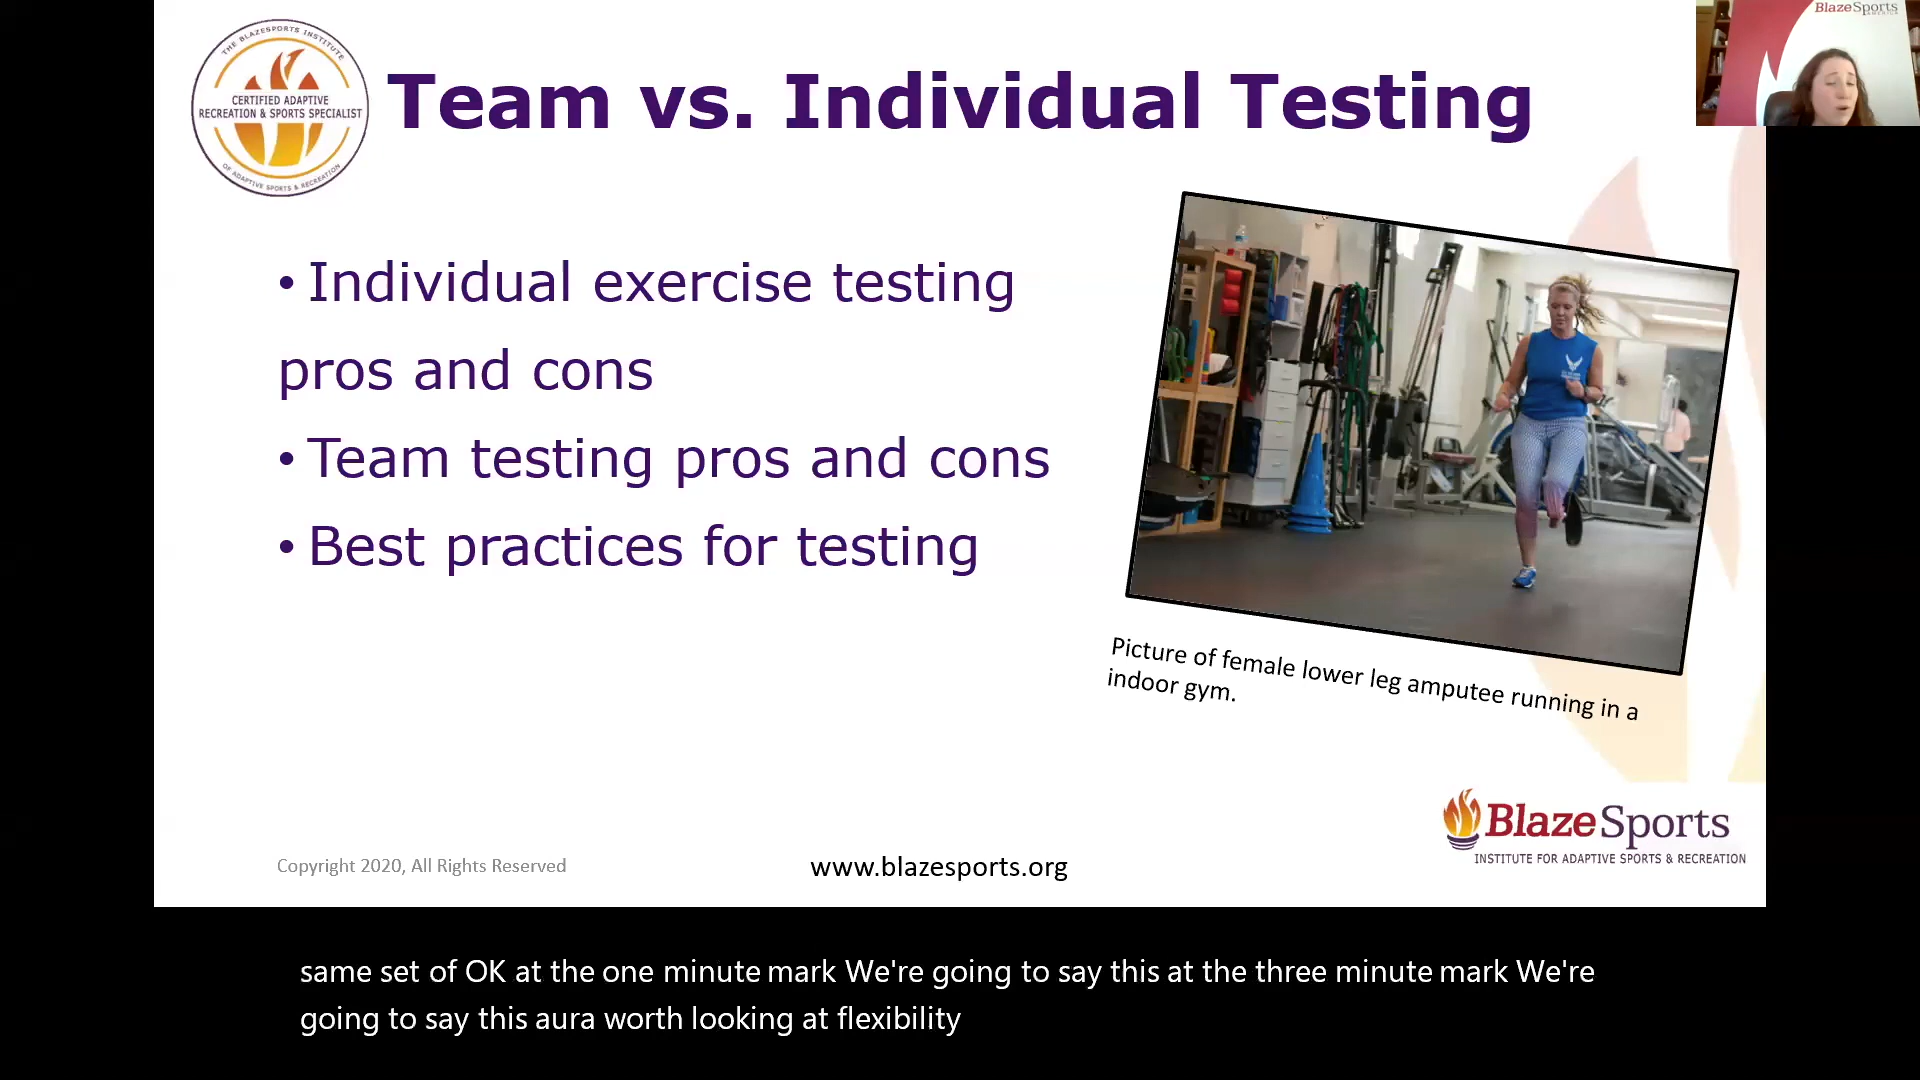 THE BLAZESPORTS INSTITUTE
CERTIFIED ADAPTIVE
RECREATION & SPORTS SPECIALIST
OF ADAPTIVE SPORTS & RECREATION
Team vs. Individual Testing
BlazeSports
AMERICA
• Individual exercise testing
pros and cons
• Team testing pros and cons
• Best practices for testing
Picture of female lower leg amputee running in a
indoor gym.
BlazeSports
INSTITUTE FOR ADAPTIVE SPORTS & RECREATION
Copyright 2020, All Rights Reserved
www.blazesports.org
same set of OK at the one minute mark We're going to say this at the three minute mark We're
going to say this aura worth looking at flexibility